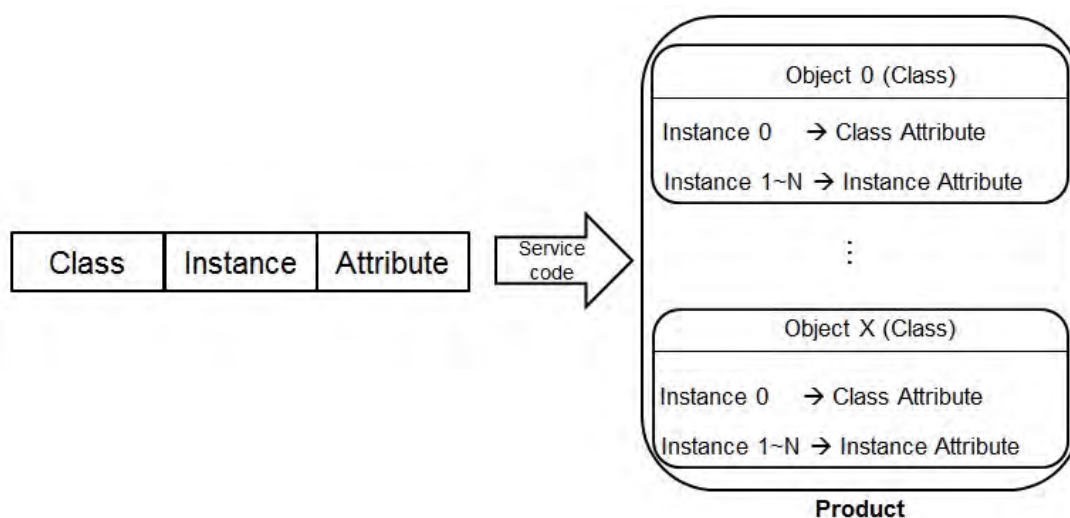 Class Instance Attribute
Service
code
Object 0 (Class)
Instance 0 → Class Attribute
Instance 1~N → Instance Attribute
⋮
Object X (Class)
Instance 0 → Class Attribute
Instance 1~N → Instance Attribute
Product